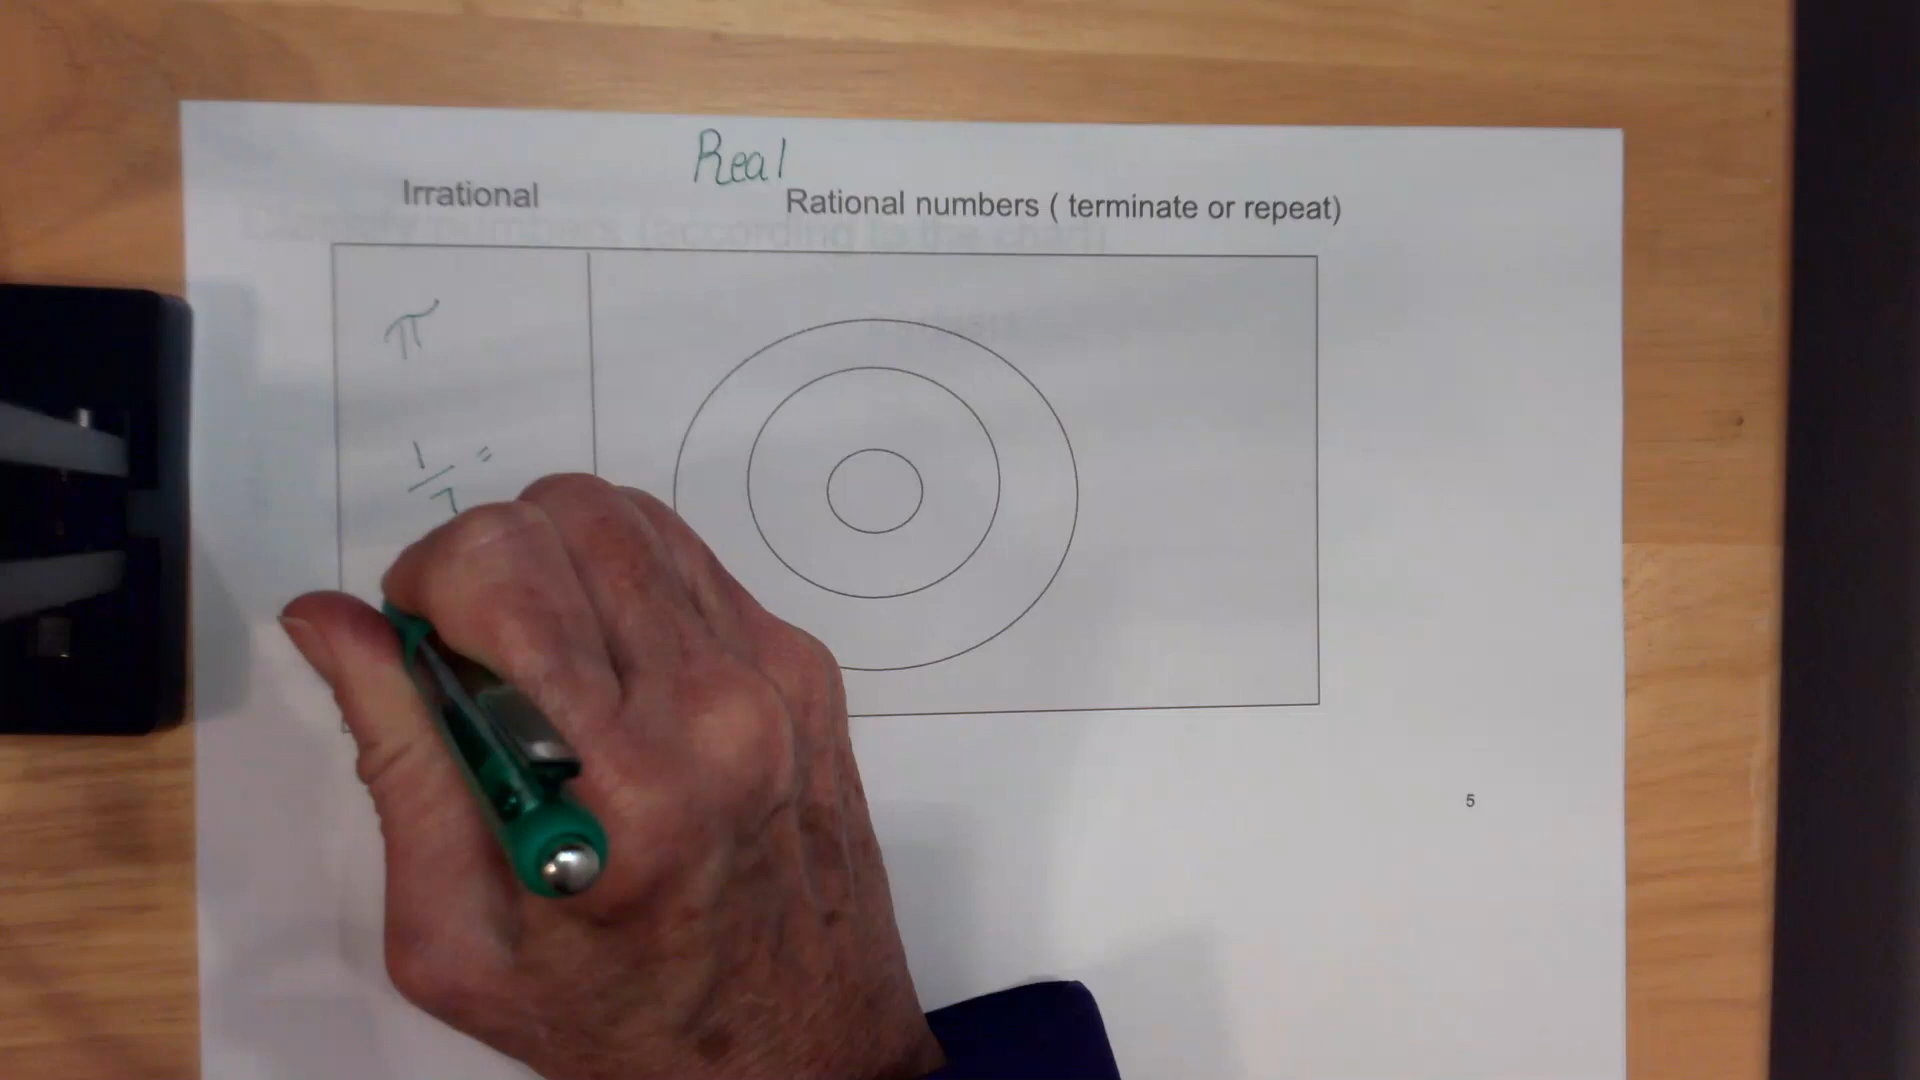 Real
Irrational
Rational numbers ( terminate or repeat)
π
1/7 =
5